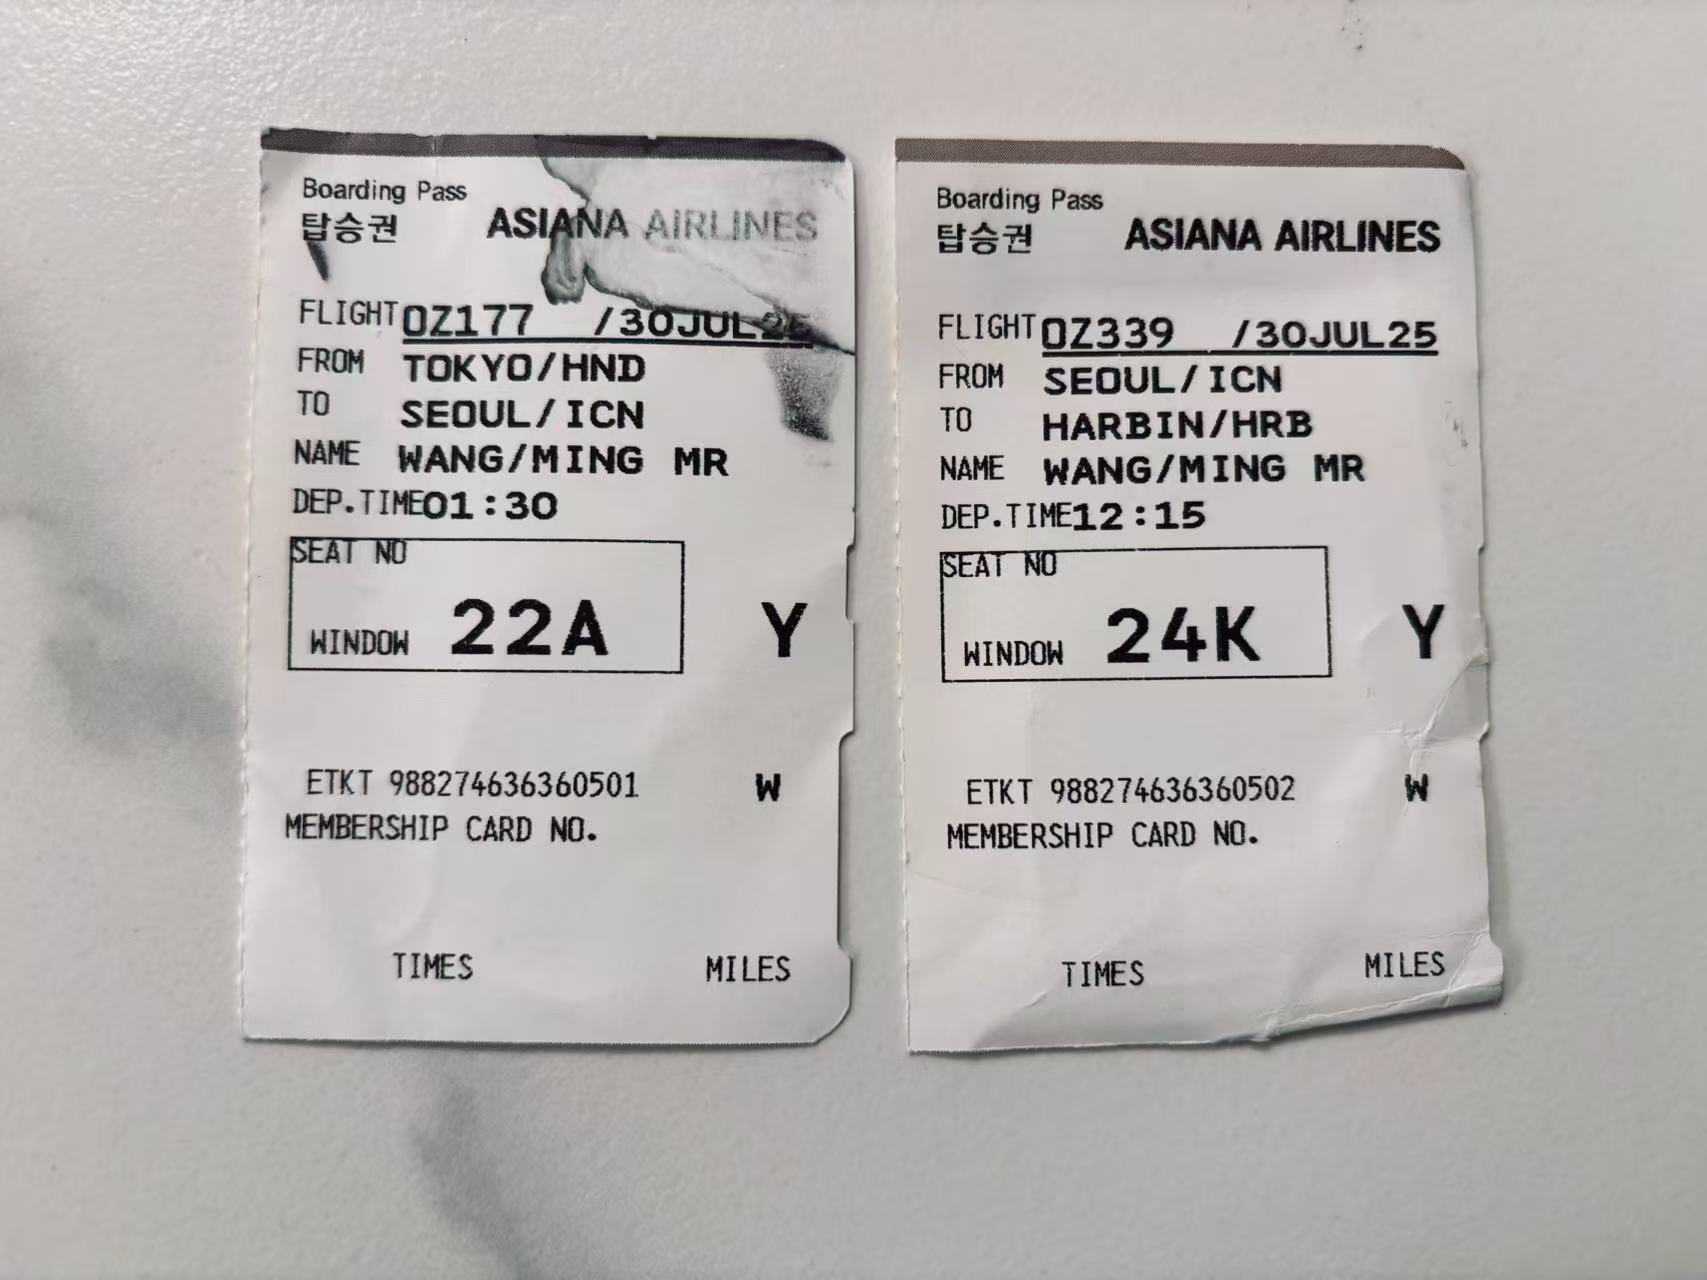 Boarding Pass
탑승권 ASIANA AIRLINES
FLIGHT OZ177 /30JUL25
FROM TOKYO/HND
TO SEOUL/ICN
NAME WANG/MING MR
DEP.TIME 01:30
SEAT NO
WINDOW 22A Y
ETKT 988274636360501 W
MEMBERSHIP CARD NO.
TIMES MILES
Boarding Pass
탑승권 ASIANA AIRLINES
FLIGHT OZ339 /30JUL25
FROM SEOUL/ICN
TO HARBIN/HRB
NAME WANG/MING MR
DEP.TIME 12:15
SEAT NO
WINDOW 24K Y
ETKT 988274636360502 W
MEMBERSHIP CARD NO.
TIMES MILES